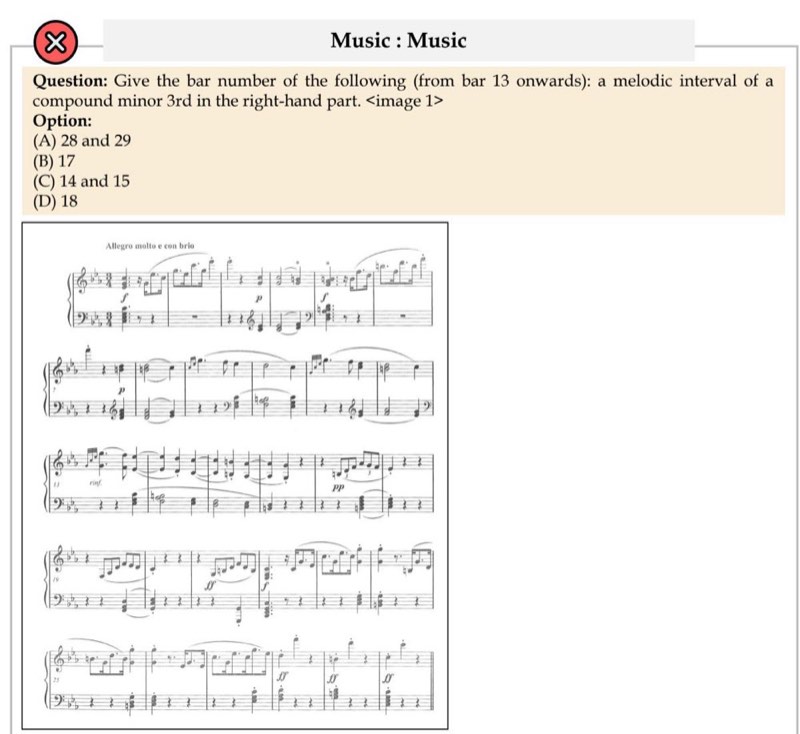 Music : Music
Question: Give the bar number of the following (from bar 13 onwards): a melodic interval of a
compound minor 3rd in the right-hand part. <image 1>
Option:
(A) 28 and 29
(B) 17
(C) 14 and 15
(D) 18
Allegro molto e con brio
f
p
f
p
rinf.
pp
ff
f
ff
ff
ff